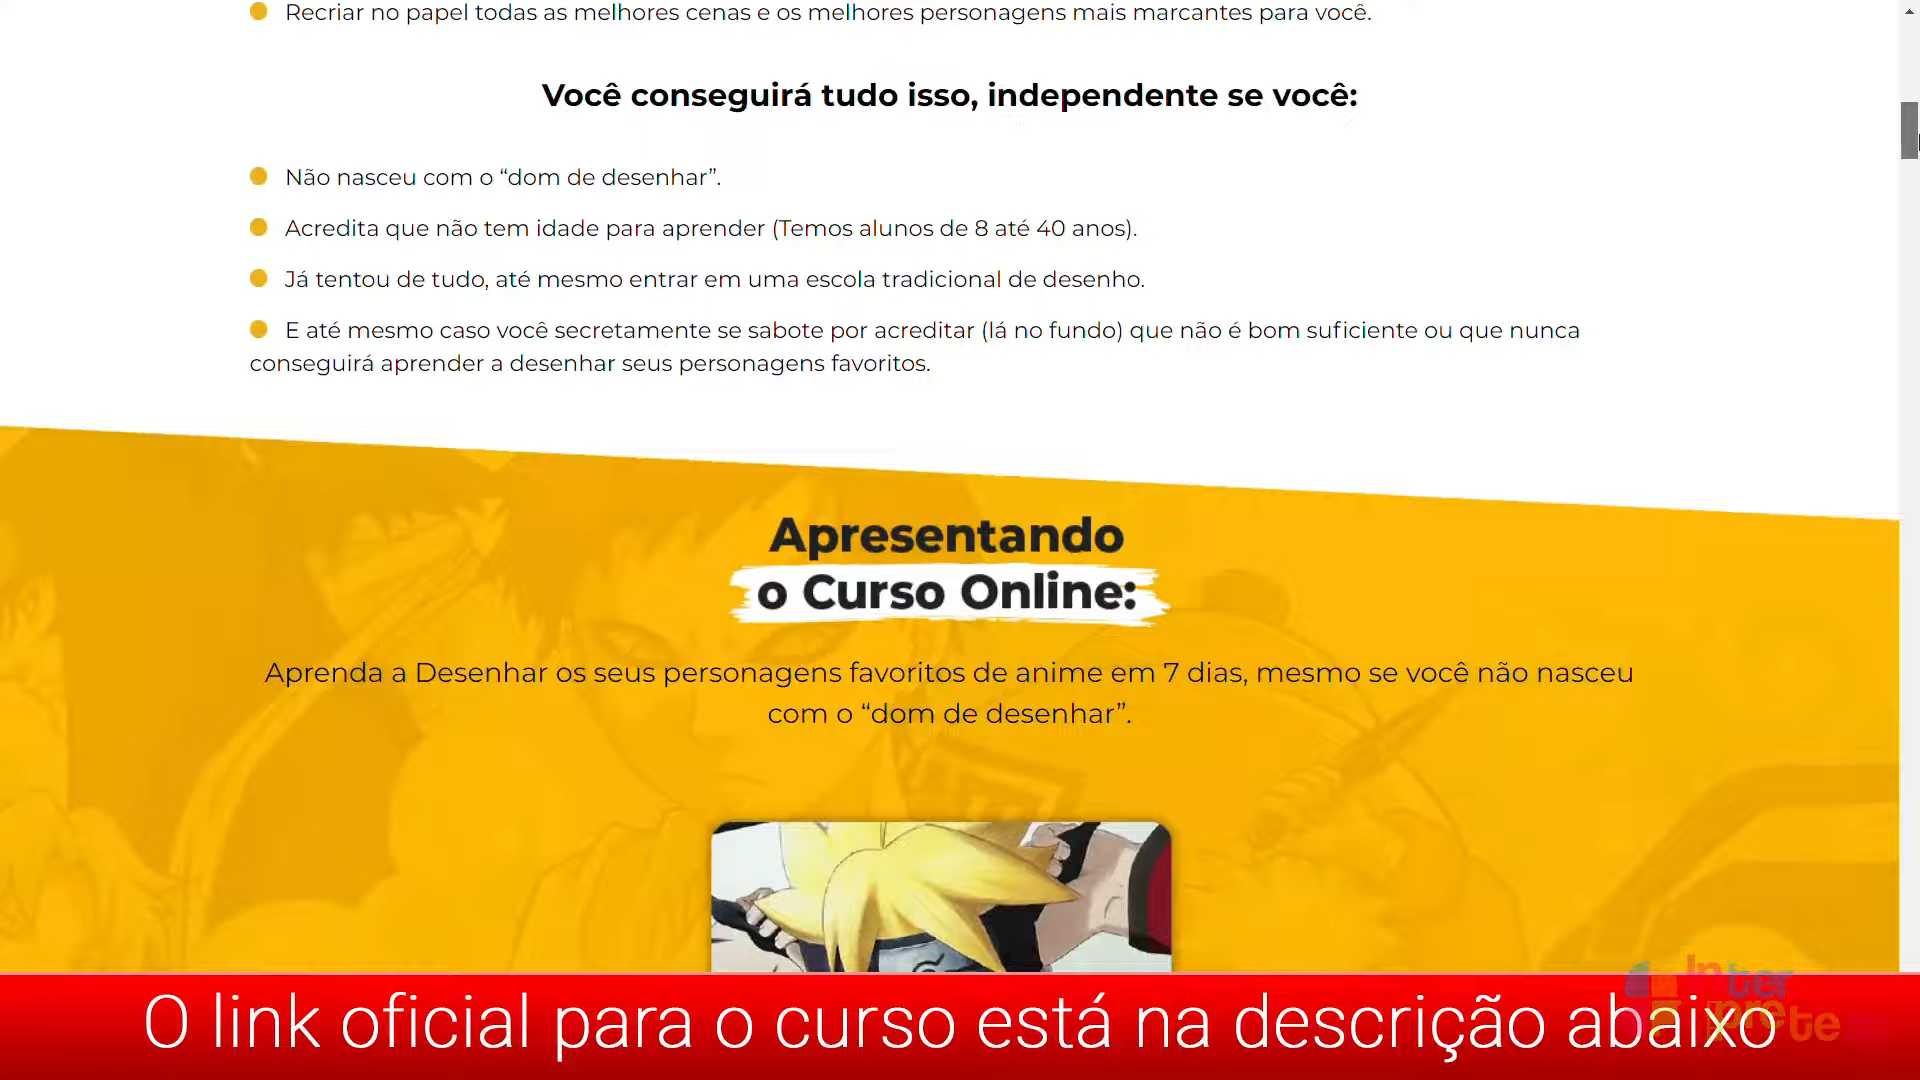 Recriar no papel todas as melhores cenas e os melhores personagens mais marcantes para você.
Você conseguirá tudo isso, independente se você:
Não nasceu com o “dom de desenhar”.
Acredita que não tem idade para aprender (Temos alunos de 8 até 40 anos).
Já tentou de tudo, até mesmo entrar em uma escola tradicional de desenho.
E até mesmo caso você secretamente se sabote por acreditar (lá no fundo) que não é bom suficiente ou que nunca
conseguirá aprender a desenhar seus personagens favoritos.
Apresentando
o Curso Online:
Aprenda a Desenhar os seus personagens favoritos de anime em 7 dias, mesmo se você não nasceu
com o “dom de desenhar”.
O link oficial para o curso está na descrição abaixo
Inter
prete